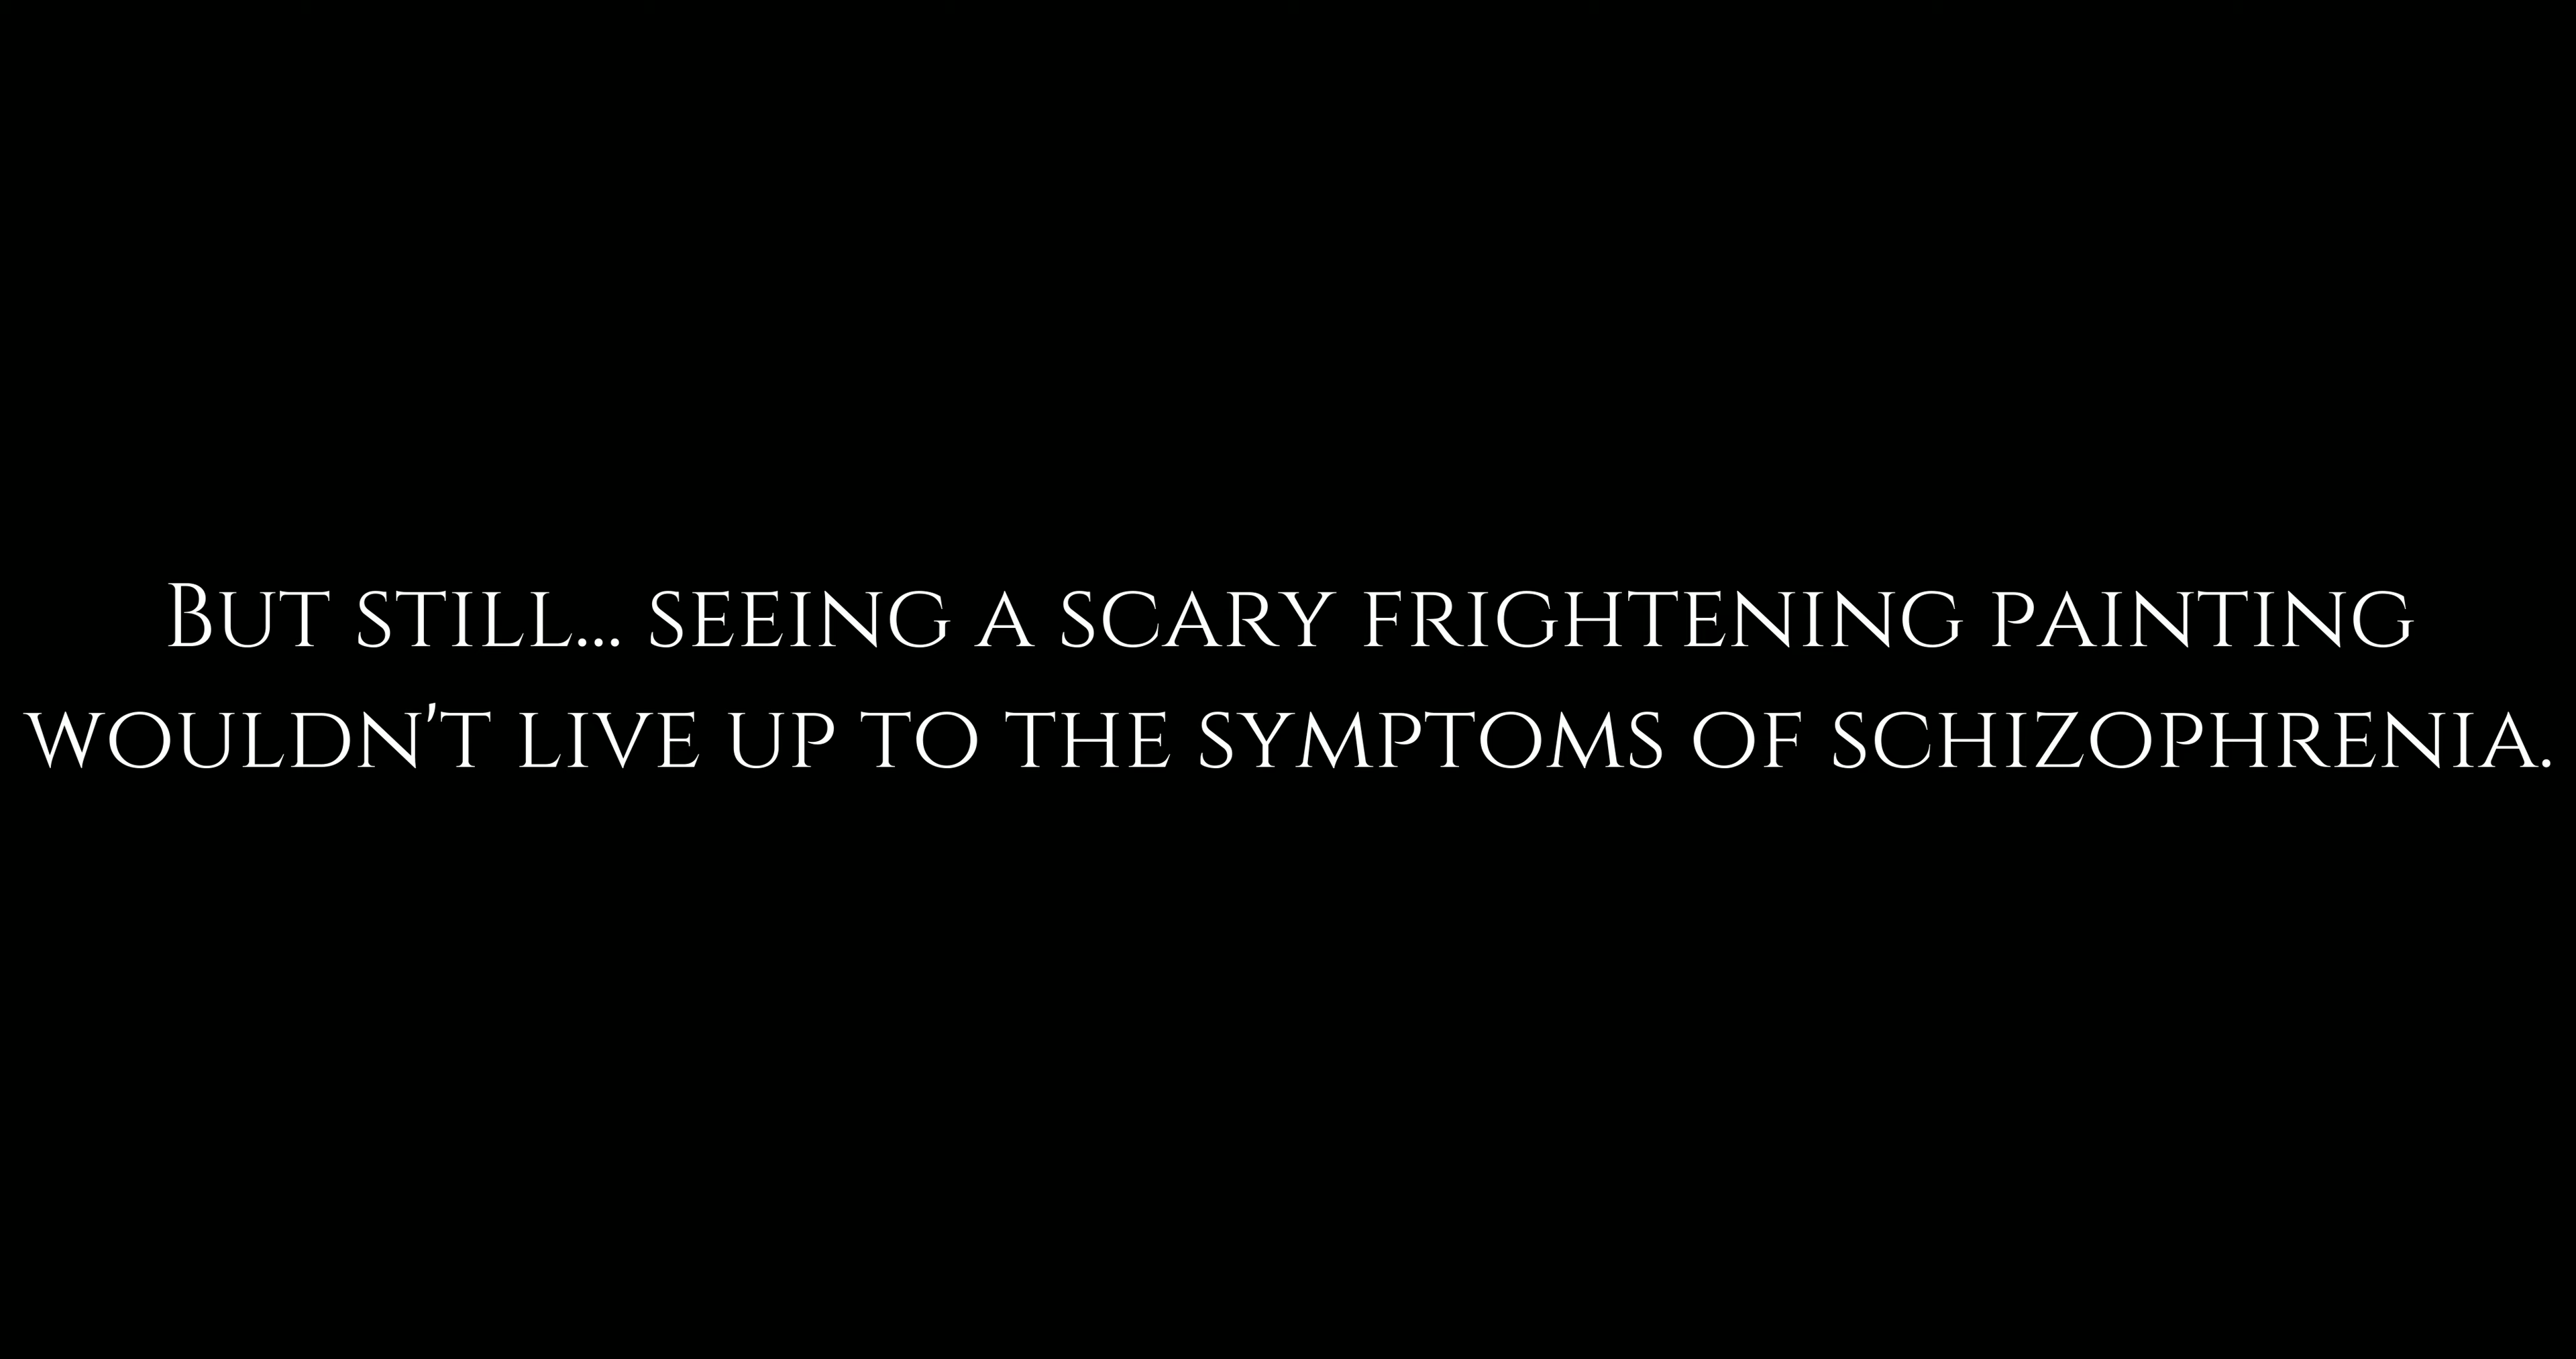 But still... seeing a scary frightening painting
wouldn't live up to the symptoms of schizophrenia.